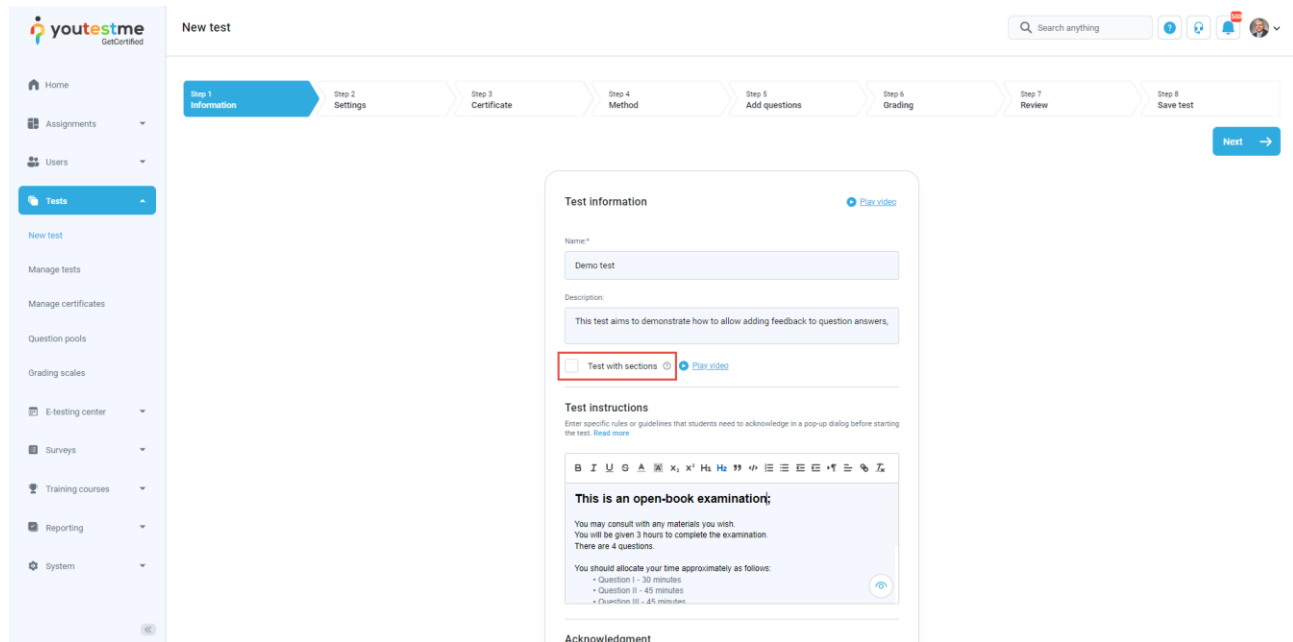 youtestme
GetCertified
New test
Search anything
Home
Assignments
Users
Tests
New test
Manage tests
Manage certificates
Question pools
Grading scales
E-testing center
Surveys
Training courses
Reporting
System
Step 1
Information
Step 2
Settings
Step 3
Certificate
Step 4
Method
Step 5
Add questions
Step 6
Grading
Step 7
Review
Step 8
Save test
Next
Test information
Play video
Name:*
Demo test
Description:
This test aims to demonstrate how to allow adding feedback to question answers,
Test with sections
Play video
Test instructions
Enter specific rules or guidelines that students need to acknowledge in a pop-up dialog before starting
the test. Read more
This is an open-book examination;
You may consult with any materials you wish.
You will be given 3 hours to complete the examination.
There are 4 questions.
You should allocate your time approximately as follows:
• Question I - 30 minutes
• Question II - 45 minutes
• Question III - 45 minutes
Acknowledgment